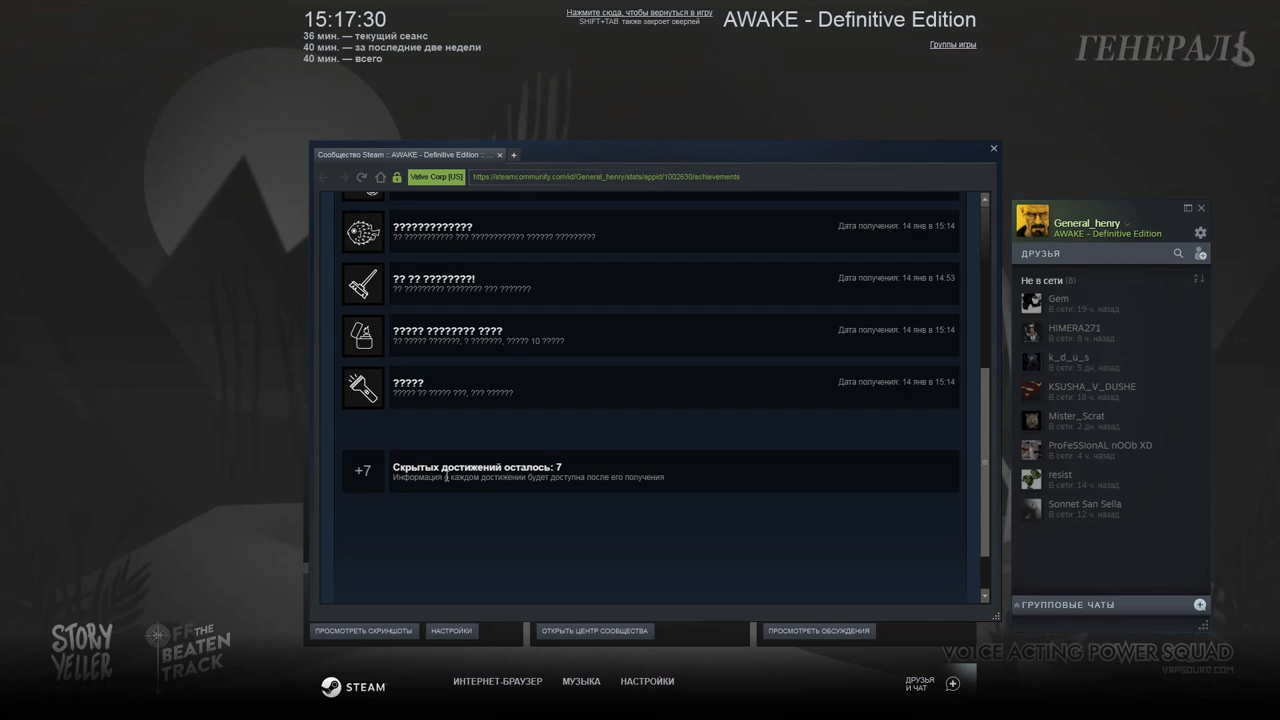 15:17:30
36 мин. — текущий сеанс
40 мин. — за последние две недели
40 мин. — всего
Нажмите сюда, чтобы вернуться в игру
SHIFT+TAB также закроет оверлей
AWAKE - Definitive Edition
Группы игры
ГЕНЕРАЛЪ
Сообщество Steam :: AWAKE - Definitive Edition :: ...
Valve Corp [US]
https://steamcommunity.com/id/General_henry/stats/appid/1002630/achievements
?????????????
?? ??????????? ??? ???????????? ?????? ?????????
Дата получения: 14 янв в 15:14
?? ?? ????????!
?? ????????? ???????? ??? ???????
Дата получения: 14 янв в 14:53
????? ???????? ????
?? ????? ???????, ? ???????, ????? 10 ?????
Дата получения: 14 янв в 15:14
?????
????? ?? ????? ???, ??? ??????
Дата получения: 14 янв в 15:14
+7
Скрытых достижений осталось: 7
Информация о каждом достижении будет доступна после его получения
General_henry
AWAKE - Definitive Edition
ДРУЗЬЯ
Не в сети (8)
Gem
В сети: 19 ч. назад
HIMERA271
В сети: 8 ч. назад
k_d_u_s
В сети: 5 дн. назад
KSUSHA_V_DUSHE
В сети: 18 ч. назад
Mister_Scrat
В сети: 2 дн. назад
ProFeSSIonAL nOOb XD
В сети: 4 ч. назад
resist
В сети: 14 ч. назад
Sonnet San Sella
В сети: 12 ч. назад
ГРУППОВЫЕ ЧАТЫ
ПРОСМОТРЕТЬ СКРИНШОТЫ
НАСТРОЙКИ
ОТКРЫТЬ ЦЕНТР СООБЩЕСТВА
ПРОСМОТРЕТЬ ОБСУЖДЕНИЯ
STORY YELLER
OFF THE BEATEN TRACK
VOICE ACTING POWER SQUAD
VAPSQUAD.COM
STEAM
ИНТЕРНЕТ-БРАУЗЕР
МУЗЫКА
НАСТРОЙКИ
ДРУЗЬЯ
И ЧАТ